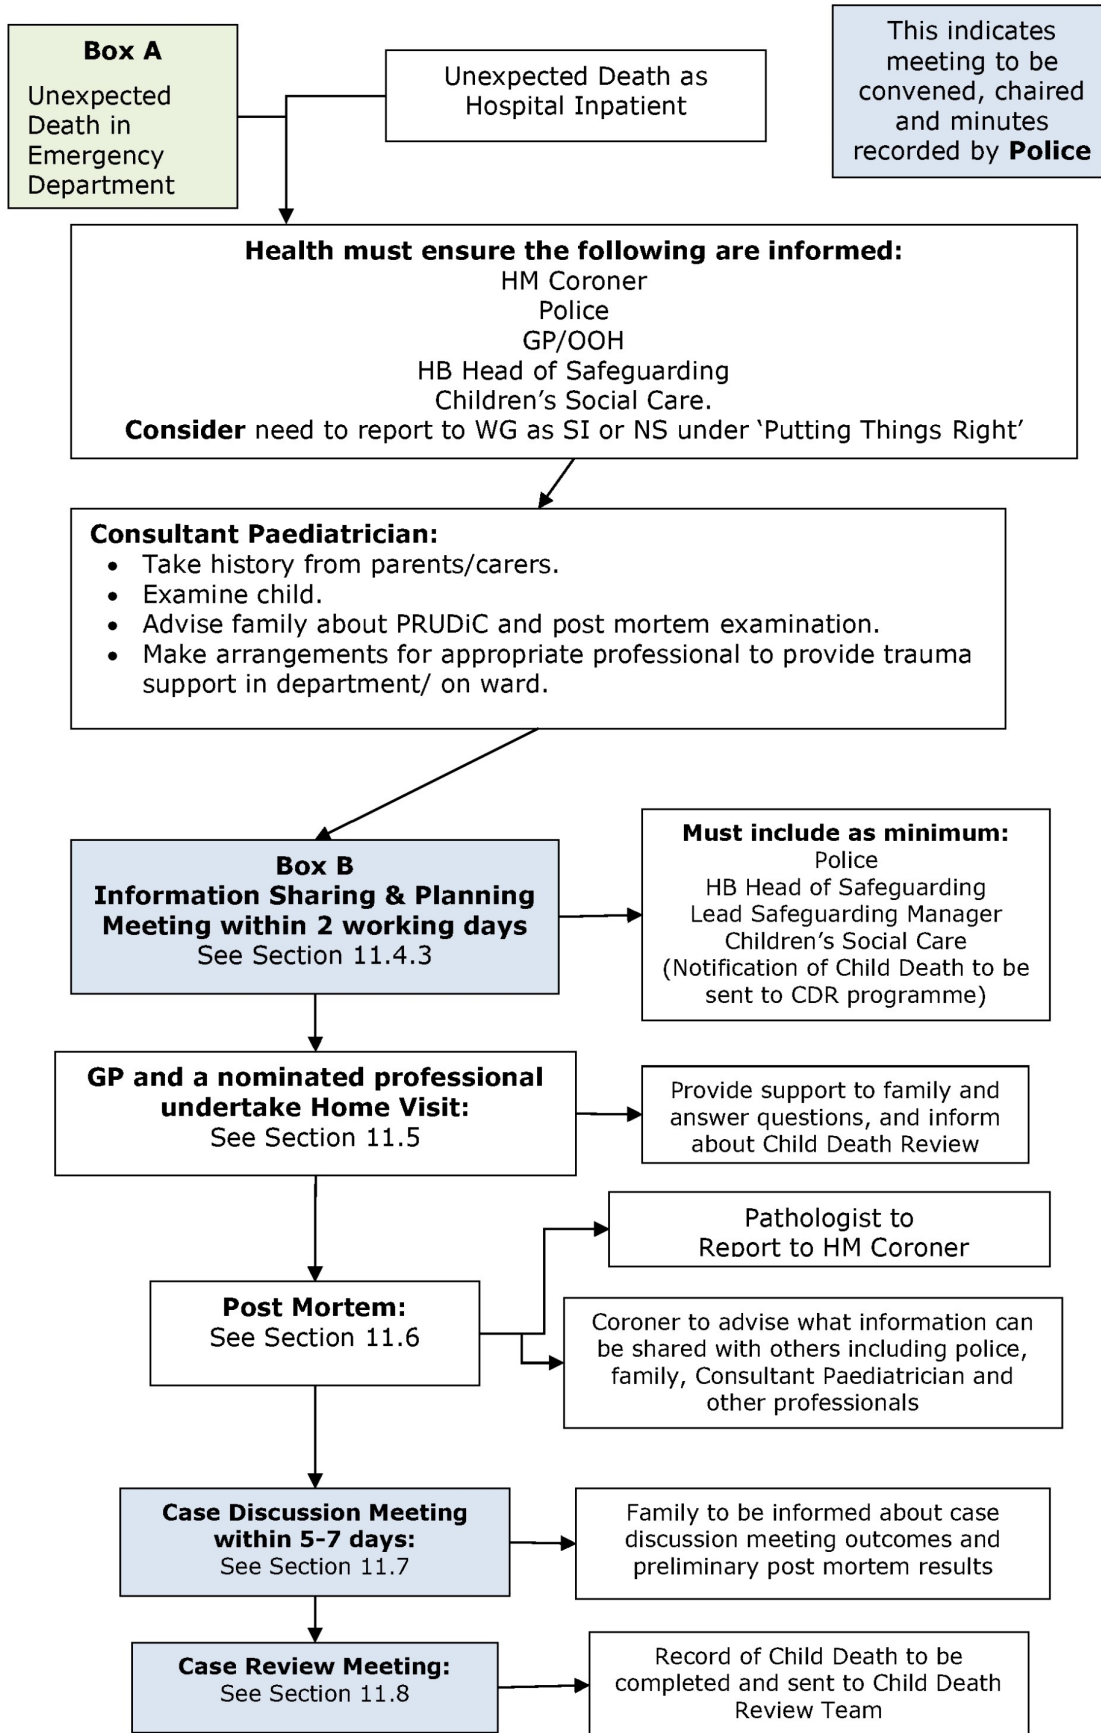 Box A
Unexpected
Death in
Emergency
Department
Unexpected Death as
Hospital Inpatient
This indicates
meeting to be
convened, chaired
and minutes
recorded by Police
Health must ensure the following are informed:
HM Coroner
Police
GP/OOH
HB Head of Safeguarding
Children’s Social Care.
Consider need to report to WG as SI or NS under ‘Putting Things Right’
Consultant Paediatrician:
• Take history from parents/carers.
• Examine child.
• Advise family about PRUDiC and post mortem examination.
• Make arrangements for appropriate professional to provide trauma
support in department/ on ward.
Box B
Information Sharing & Planning
Meeting within 2 working days
See Section 11.4.3
Must include as minimum:
Police
HB Head of Safeguarding
Lead Safeguarding Manager
Children’s Social Care
(Notification of Child Death to be
sent to CDR programme)
GP and a nominated professional
undertake Home Visit:
See Section 11.5
Provide support to family and
answer questions, and inform
about Child Death Review
Pathologist to
Report to HM Coroner
Post Mortem:
See Section 11.6
Coroner to advise what information can
be shared with others including police,
family, Consultant Paediatrician and
other professionals
Case Discussion Meeting
within 5-7 days:
See Section 11.7
Family to be informed about case
discussion meeting outcomes and
preliminary post mortem results
Case Review Meeting:
See Section 11.8
Record of Child Death to be
completed and sent to Child Death
Review Team